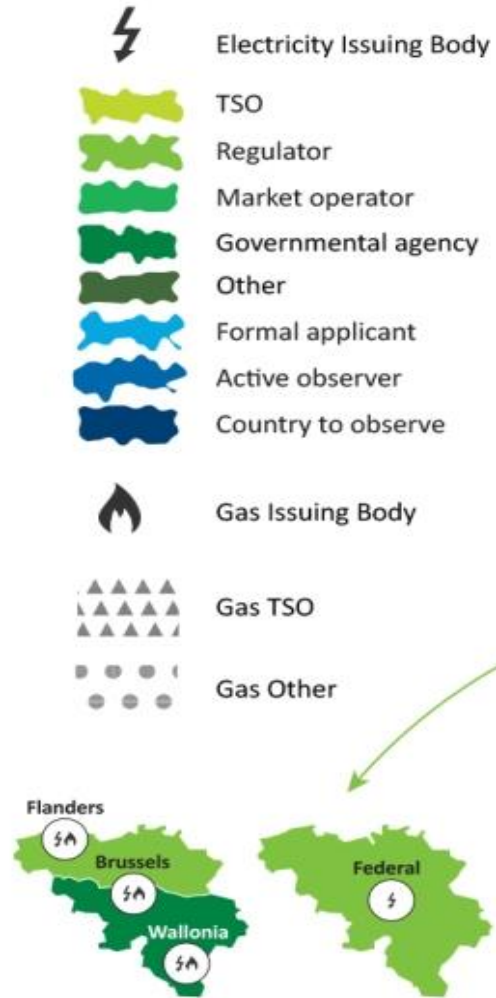 Electricity Issuing Body
TSO
Regulator
Market operator
Governmental agency
Other
Formal applicant
Active observer
Country to observe
Gas Issuing Body
Gas TSO
Gas Other
Flanders
Brussels
Wallonia
Federal